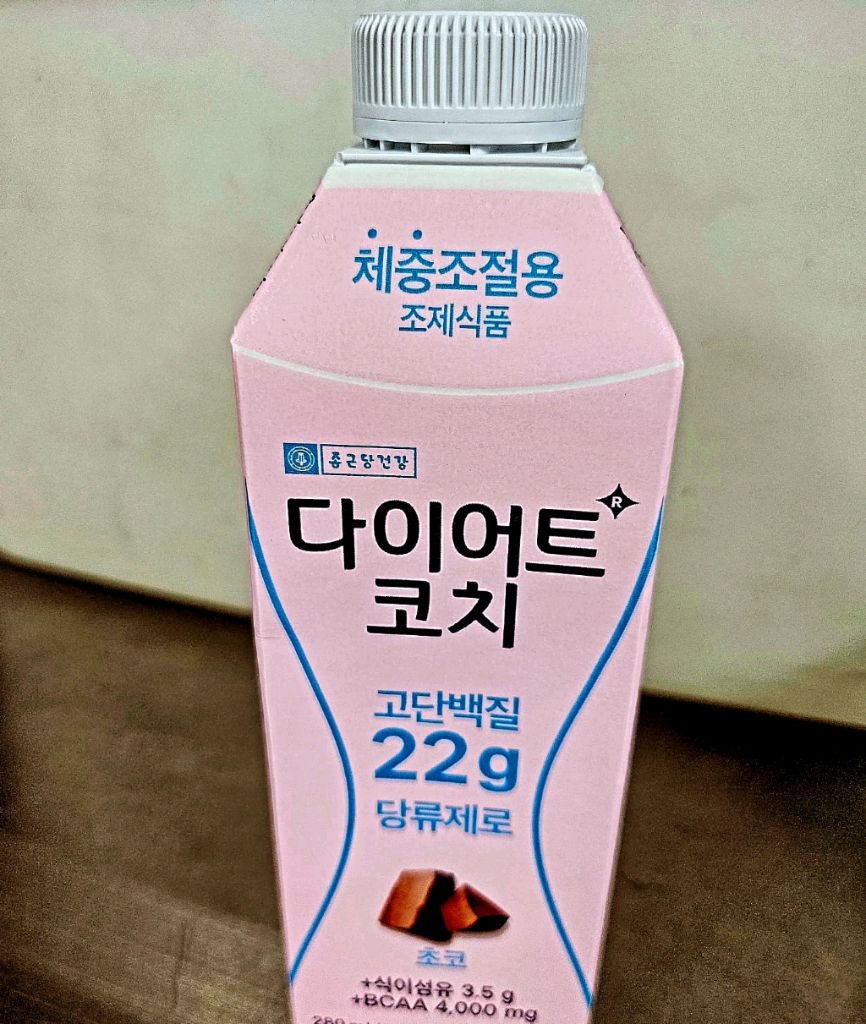 체중조절용
조제식품
종근당건강
다이어트 R
코치
고단백질
22g
당류제로
초코
+식이섬유 3.5 g
+BCAA 4,000 mg